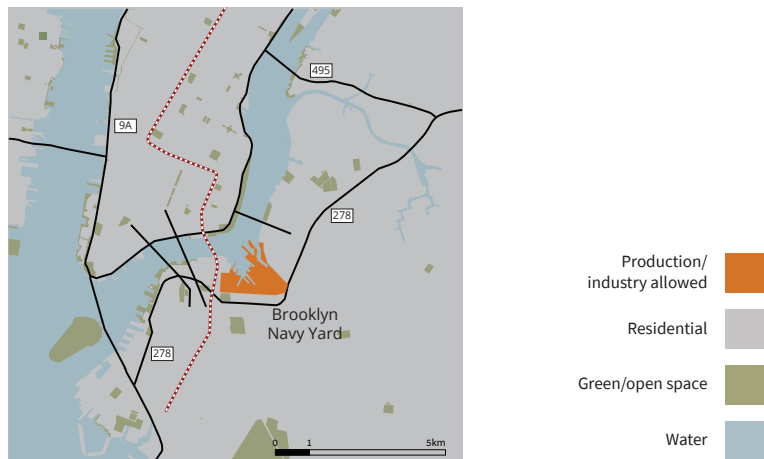 495
9A
278
Brooklyn
Navy Yard
278
0 1 5km
Production/
industry allowed
Residential
Green/open space
Water